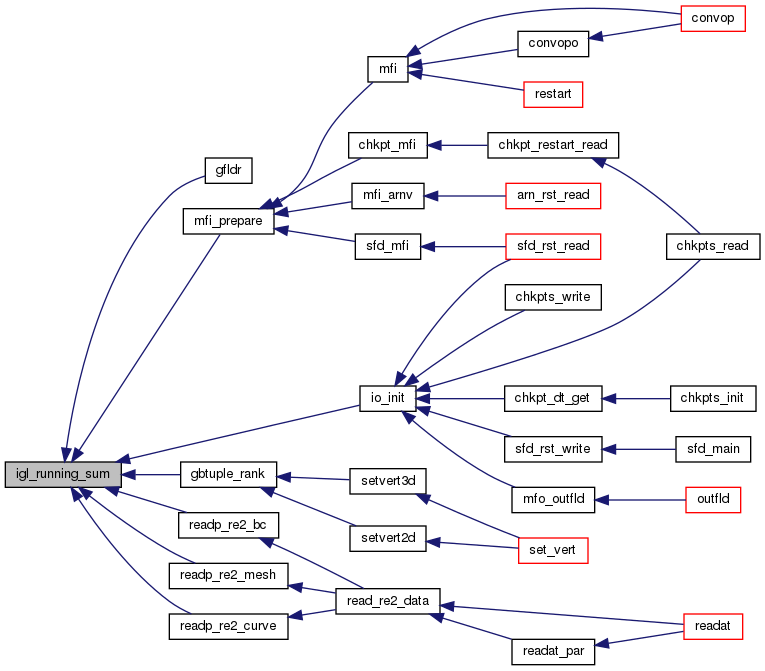 convop
convopo
mfi
restart
chkpt_mfi
chkpt_restart_read
gfldr
mfi_arnv
arn_rst_read
mfi_prepare
sfd_mfi
sfd_rst_read
chkpts_read
chkpts_write
io_init
chkpt_dt_get
chkpts_init
sfd_rst_write
sfd_main
igl_running_sum
gbtuple_rank
setvert3d
mfo_outfld
outfld
readp_re2_bc
setvert2d
set_vert
readp_re2_mesh
read_re2_data
readp_re2_curve
readat
readat_par